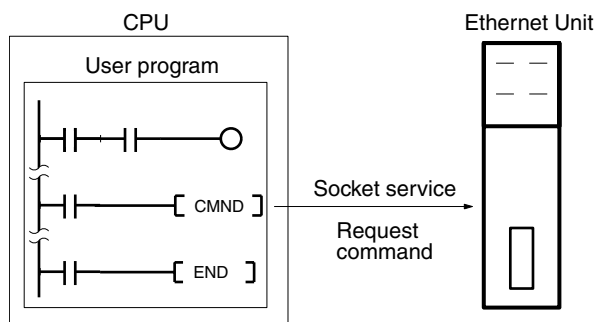 CPU
Ethernet Unit
User program
CMND
Socket service
Request
command
END